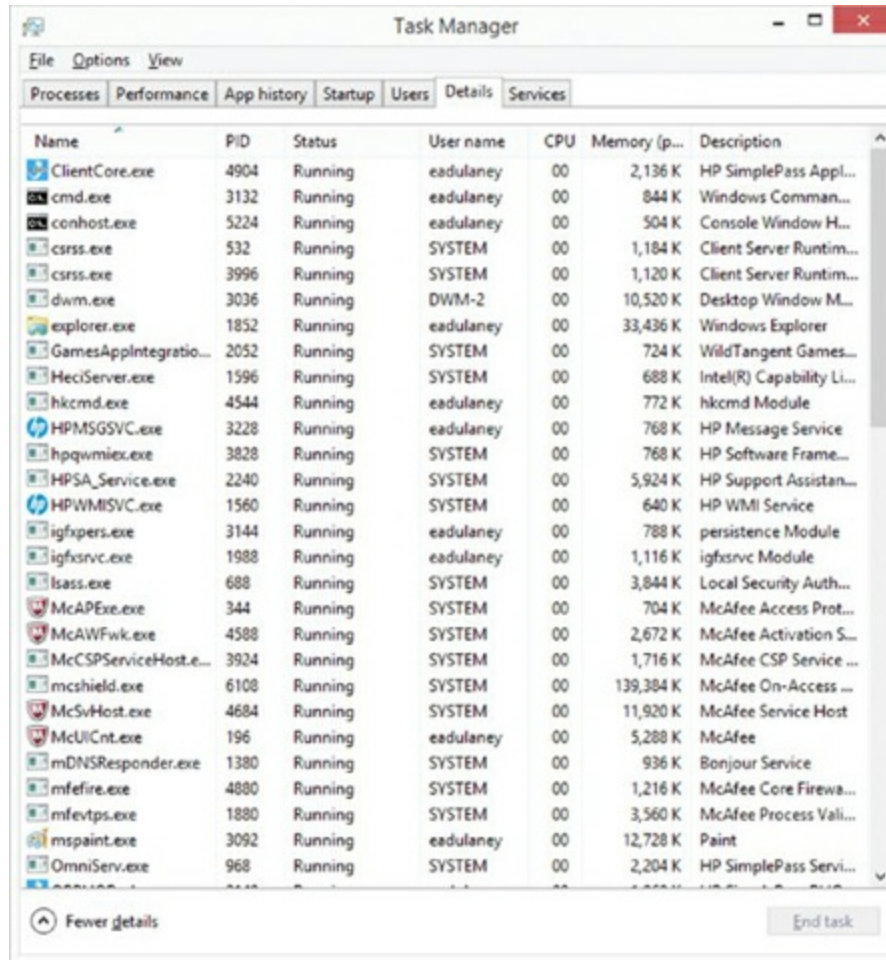 Task Manager
File Options View
Processes Performance App history Startup Users Details Services
Name PID Status User name CPU Memory (p... Description
ClientCore.exe 4904 Running eadulaney 00 2,136 K HP SimplePass Appl...
cmd.exe 3132 Running eadulaney 00 844 K Windows Comman...
conhost.exe 5224 Running eadulaney 00 504 K Console Window H...
csrss.exe 532 Running SYSTEM 00 1,184 K Client Server Runtim...
csrss.exe 3996 Running SYSTEM 00 1,120 K Client Server Runtim...
dwm.exe 3036 Running DWM-2 00 10,520 K Desktop Window M...
explorer.exe 1852 Running eadulaney 00 33,436 K Windows Explorer
GamesAppIntegratio... 2052 Running SYSTEM 00 724 K WildTangent Games...
HeciServer.exe 1596 Running SYSTEM 00 688 K Intel(R) Capability Li...
hkcmd.exe 4544 Running eadulaney 00 772 K hkcmd Module
HPMSGSVC.exe 3228 Running eadulaney 00 768 K HP Message Service
hpqwmiex.exe 3828 Running SYSTEM 00 768 K HP Software Frame...
HPSA_Service.exe 2240 Running SYSTEM 00 5,924 K HP Support Assistan...
HPWMISVC.exe 1560 Running SYSTEM 00 640 K HP WMI Service
igfxpers.exe 3144 Running eadulaney 00 788 K persistence Module
igfxsrvc.exe 1988 Running eadulaney 00 1,116 K igfxsrvc Module
lsass.exe 688 Running SYSTEM 00 3,844 K Local Security Auth...
McAPExe.exe 344 Running SYSTEM 00 704 K McAfee Access Prot...
McAWFwk.exe 4588 Running SYSTEM 00 2,672 K McAfee Activation S...
McCSPServiceHost.e... 3924 Running SYSTEM 00 1,716 K McAfee CSP Service ...
mcshield.exe 6108 Running SYSTEM 00 139,384 K McAfee On-Access ...
McSvHost.exe 4684 Running SYSTEM 00 11,920 K McAfee Service Host
McUICnt.exe 196 Running eadulaney 00 5,288 K McAfee
mDNSResponder.exe 1380 Running SYSTEM 00 936 K Bonjour Service
mfefire.exe 4880 Running SYSTEM 00 1,216 K McAfee Core Firewa...
mfevtps.exe 1880 Running SYSTEM 00 3,560 K McAfee Process Vali...
mspaint.exe 3092 Running eadulaney 00 12,728 K Paint
OmniServ.exe 968 Running SYSTEM 00 2,204 K HP SimplePass Servi...
Fewer details End task